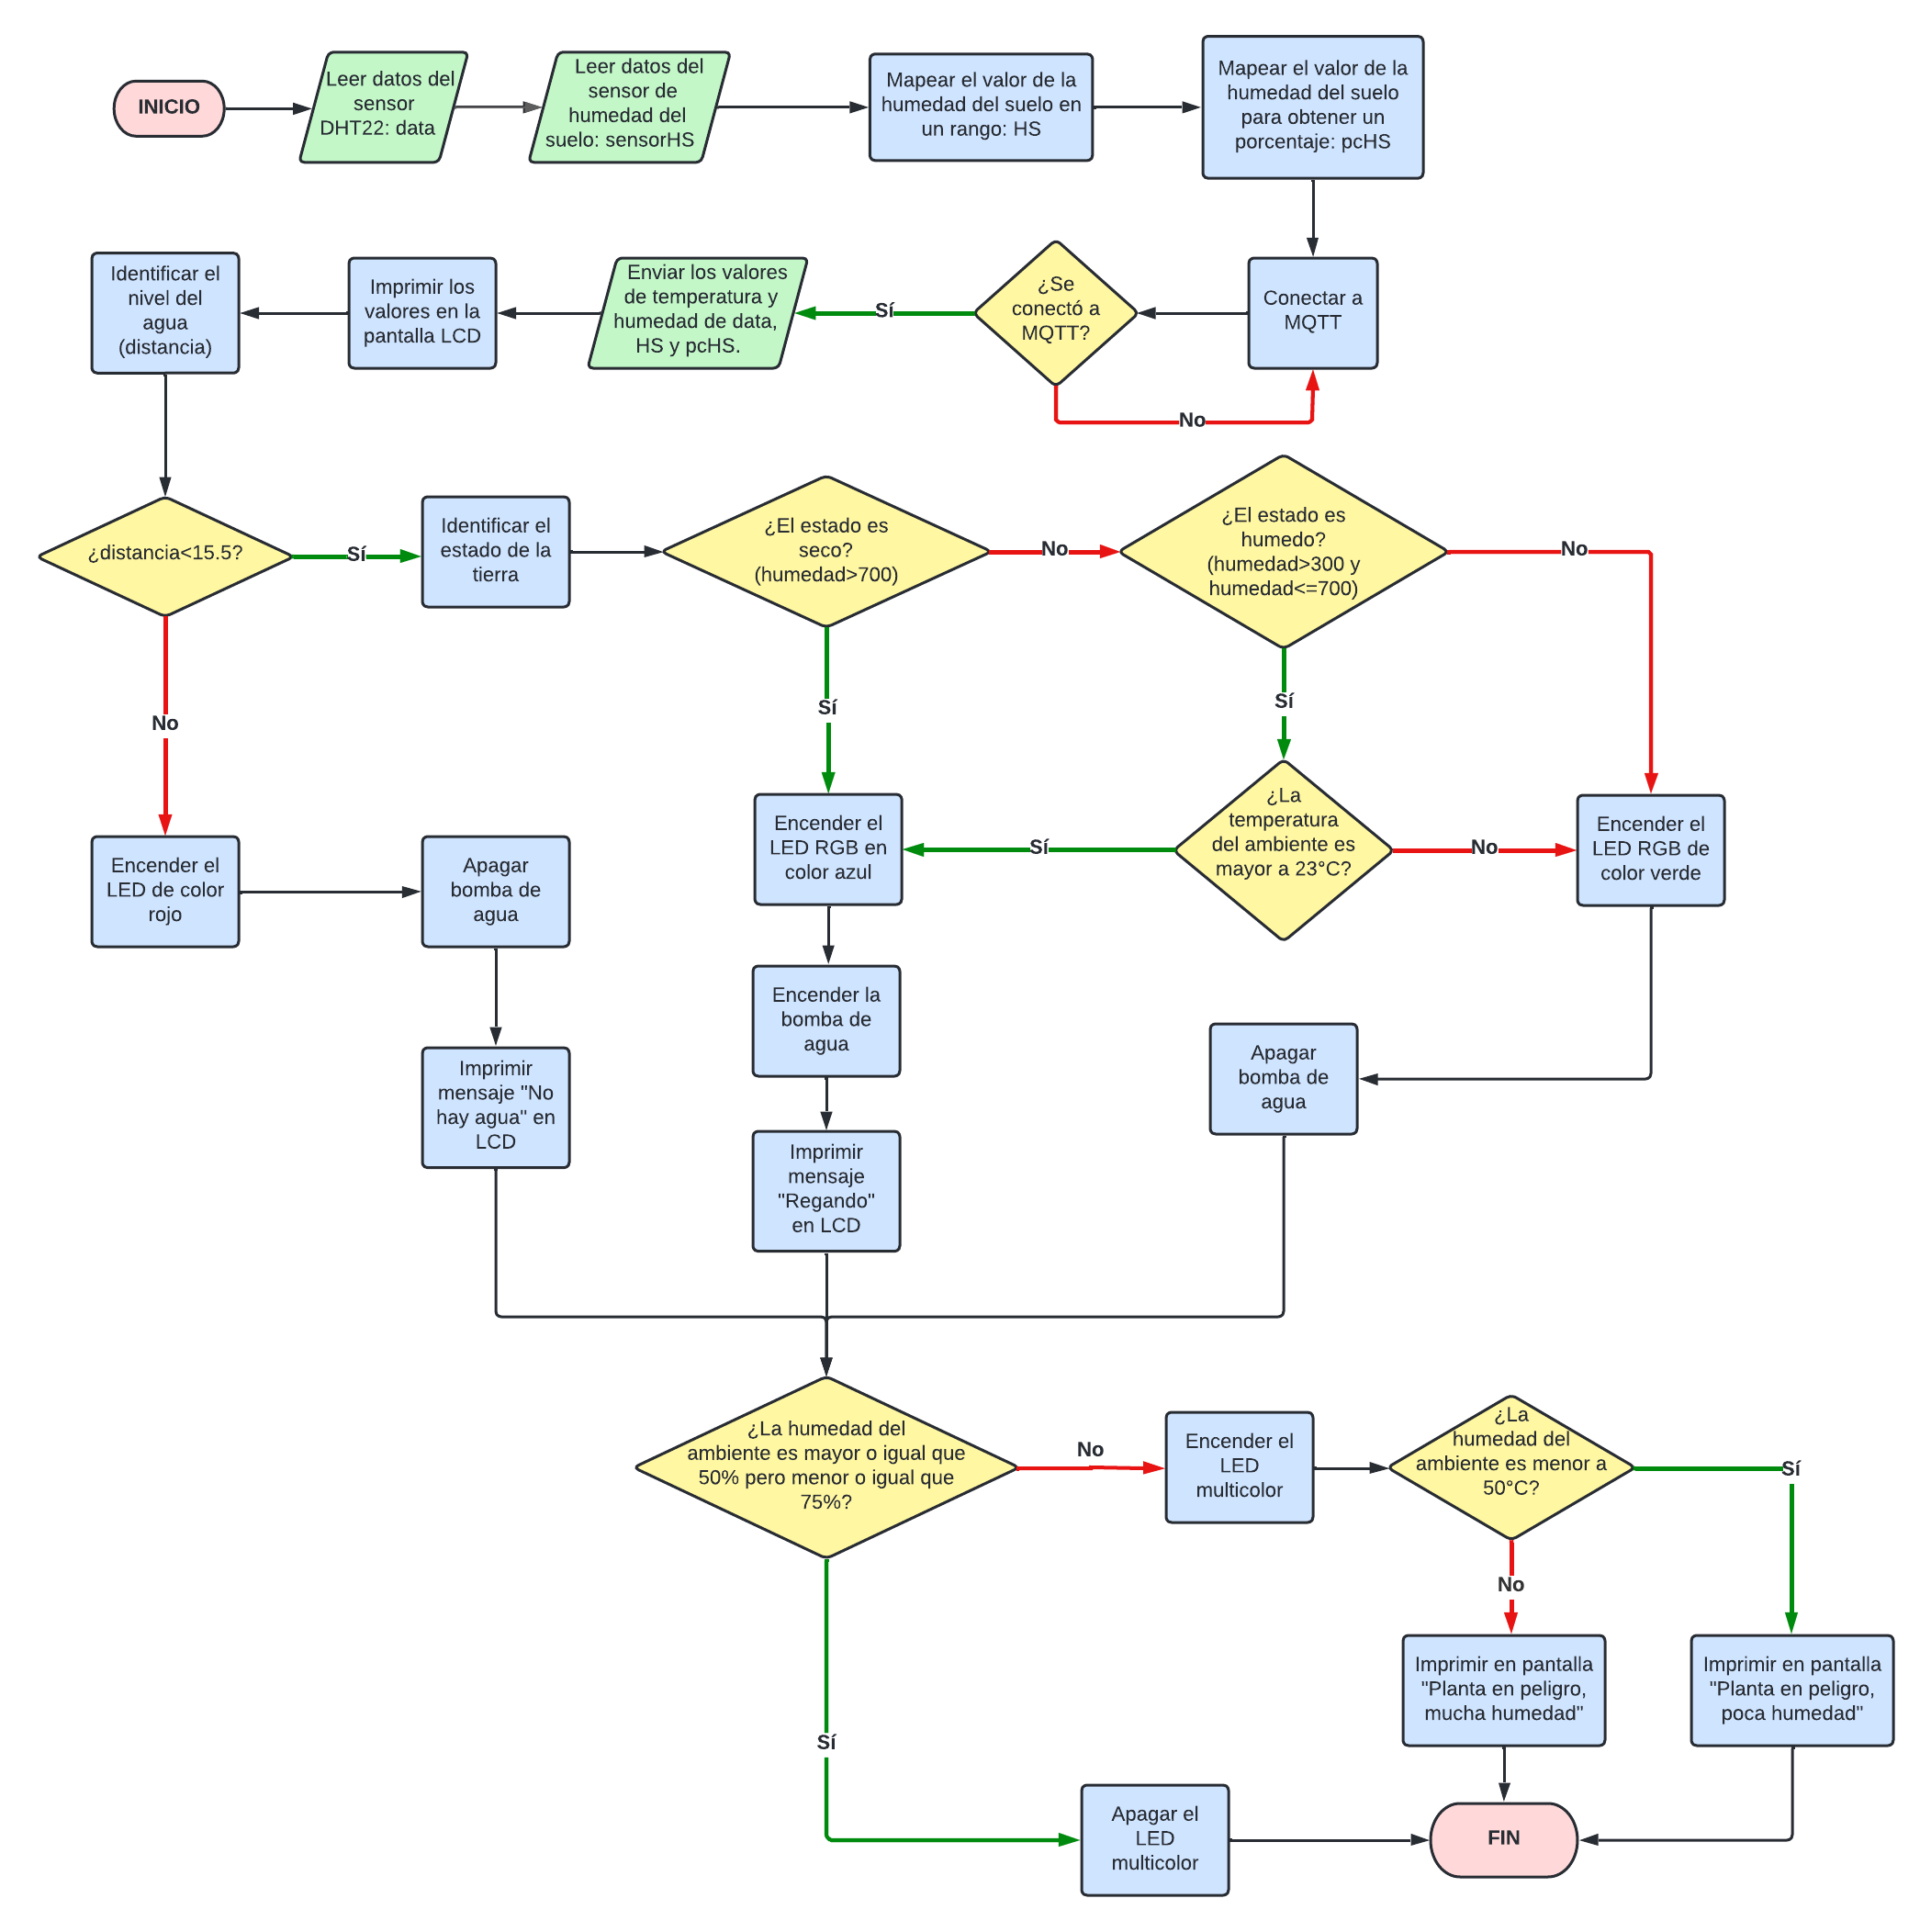 INICIO
Leer datos del
sensor
DHT22: data
Leer datos del
sensor de
humedad del
suelo: sensorHS
Mapear el valor de la
humedad del suelo en
un rango: HS
Mapear el valor de la
humedad del suelo
para obtener un
porcentaje: pcHS
Conectar a
MQTT
¿Se
conectó a
MQTT?
No
Sí
Enviar los valores
de temperatura y
humedad de data,
HS y pcHS.
Imprimir los
valores en la
pantalla LCD
Identificar el
nivel del
agua
(distancia)
¿distancia<15.5?
Sí
Identificar el
estado de la
tierra
¿El estado es
seco?
(humedad>700)
No
¿El estado es
humedo?
(humedad>300 y
humedad<=700)
No
No
Sí
Sí
Encender el
LED de color
rojo
Apagar
bomba de
agua
Encender el
LED RGB en
color azul
Sí
¿La
temperatura
del ambiente es
mayor a 23°C?
No
Encender el
LED RGB de
color verde
Imprimir
mensaje "No
hay agua" en
LCD
Encender la
bomba de
agua
Apagar
bomba de
agua
Imprimir
mensaje
"Regando"
en LCD
¿La humedad del
ambiente es mayor o igual que
50% pero menor o igual que
75%?
No
Encender el
LED
multicolor
¿La
humedad del
ambiente es menor a
50°C?
Sí
No
Imprimir en pantalla
"Planta en peligro,
mucha humedad"
Imprimir en pantalla
"Planta en peligro,
poca humedad"
Sí
Apagar el
LED
multicolor
FIN